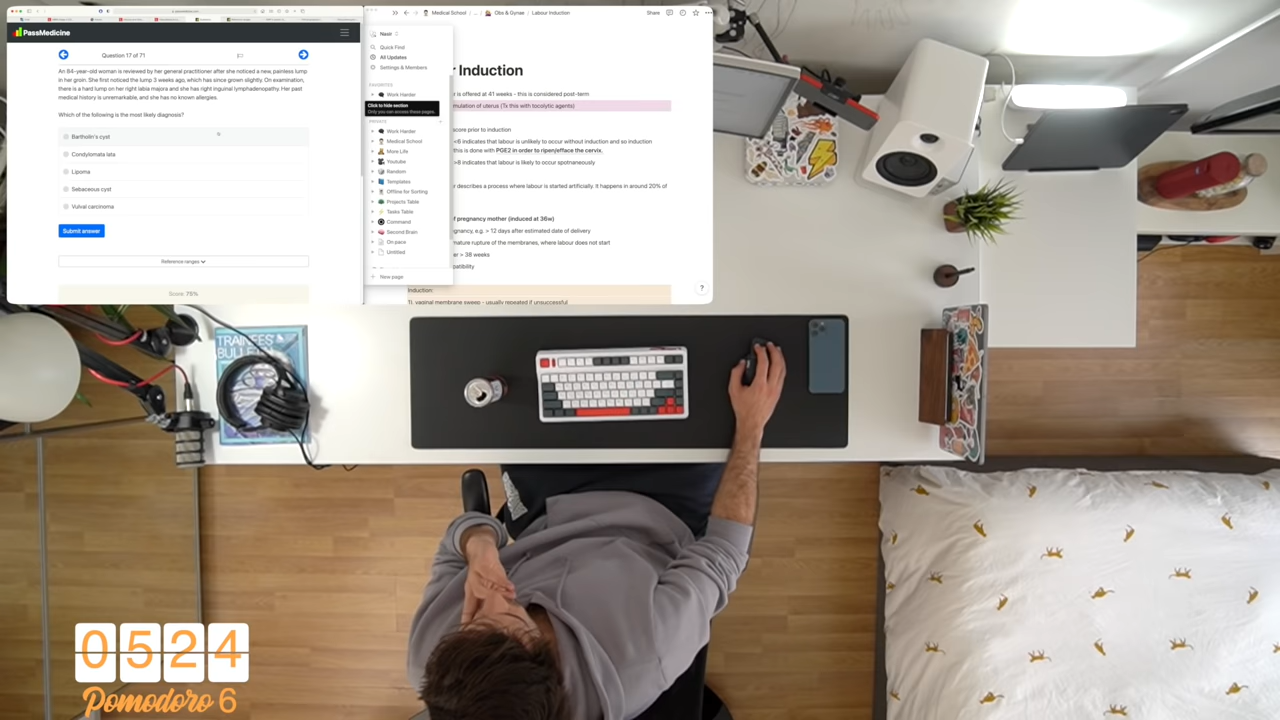 PassMedicine
Question 17 of 71
An 84-year-old woman is reviewed by her general practitioner after she noticed a new, painless lump
in her groin. She first noticed the lump 3 weeks ago, which has since grown slightly. On examination,
there is a hard lump on her right labia majora and she has right inguinal lymphadenopathy. Her past
medical history is unremarkable, and she has no known allergies.
Which of the following is the most likely diagnosis?
Bartholin's cyst
Condylomata lata
Lipoma
Sebaceous cyst
Vulval carcinoma
Submit answer
Reference ranges
Score: 75%
Medical School / ... / Obs & Gynae / Labour Induction
Share
Nasir
Quick Find
All Updates
Settings & Members
FAVORITES
Work Harder
Click to hide section
Only you can access these pages.
PRIVATE
Work Harder
Medical School
More Life
Youtube
Random
Templates
Offline for Sorting
Projects Table
Tasks Table
Command
Second Brain
On pace
Untitled
New page
Induction
is offered at 41 weeks - this is considered post-term
mulation of uterus (Tx this with tocolytic agents)
score prior to induction
<6 indicates that labour is unlikely to occur without induction and so induction
this is done with PGE2 in order to ripen/efface the cervix.
>8 indicates that labour is likely to occur spotnaneously
r describes a process where labour is started artificially. It happens in around 20% of
of pregnancy mother (induced at 36w)
gnancy, e.g. > 12 days after estimated date of delivery
mature rupture of the membranes, where labour does not start
er > 38 weeks
patibility
Induction:
1). vaginal membrane sweep - usually repeated if unsuccessful
?
TRAINEES'
BULLETIN
0524
Pomodoro 6